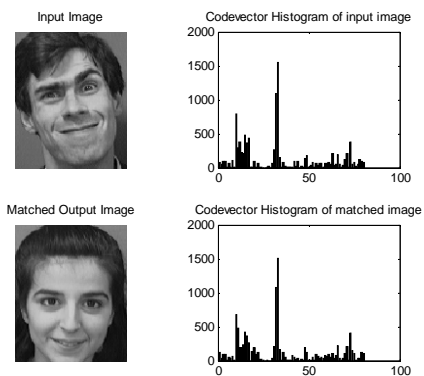 Input Image
Codevector Histogram of input image
2000
1500
1000
500
0
0 50 100
Matched Output Image
Codevector Histogram of matched image
2000
1500
1000
500
0
0 50 100